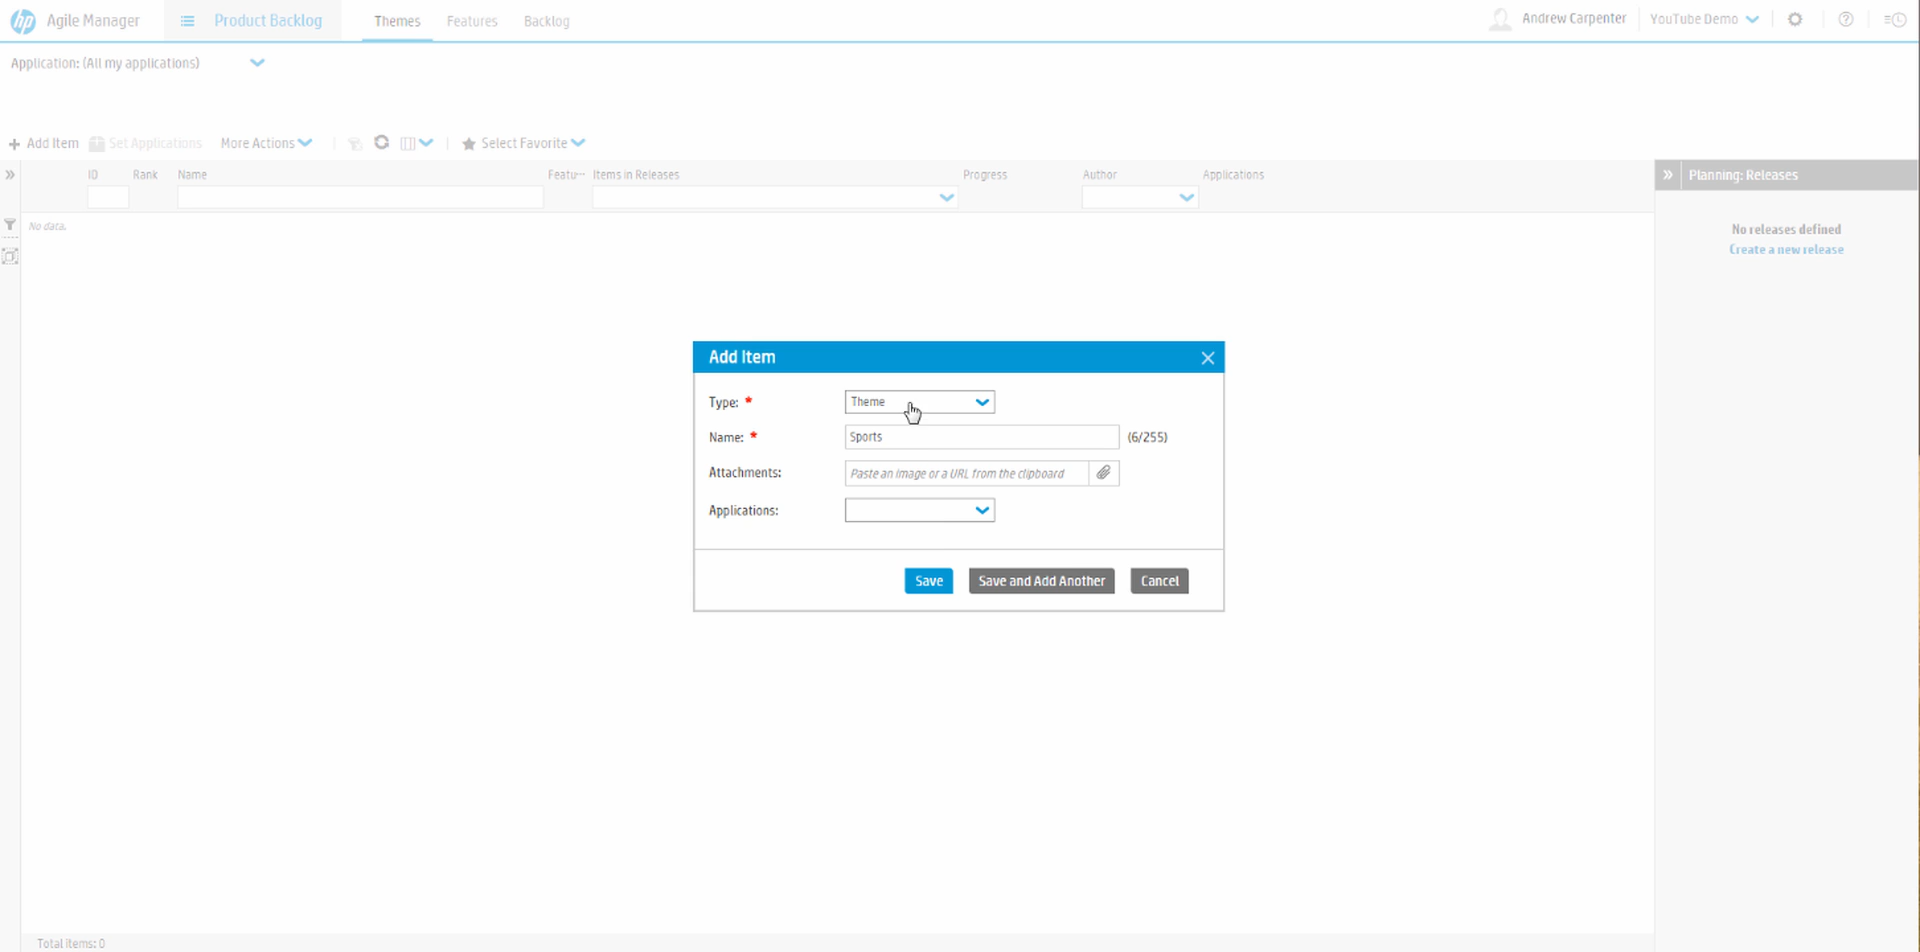 hp Agile Manager Product Backlog Themes Features Backlog Andrew Carpenter YouTube Demo
Application: (All my applications)
+ Add Item Set Applications More Actions Select Favorite
ID Rank Name Featu··· Items in Releases Progress Author Applications
Planning: Releases
No data.
No releases defined
Create a new release
Add Item
Type: * Theme
Name: * Sports (6/255)
Attachments: Paste an image or a URL from the clipboard
Applications:
Save Save and Add Another Cancel
Total items: 0